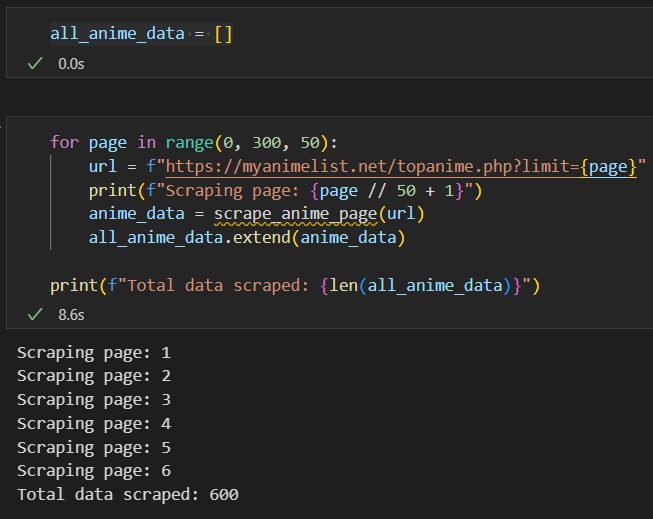 all_anime_data = []
✓ 0.0s
for page in range(0, 300, 50):
    url = f"https://myanimelist.net/topanime.php?limit={page}"
    print(f"Scraping page: {page // 50 + 1}")
    anime_data = scrape_anime_page(url)
    all_anime_data.extend(anime_data)
print(f"Total data scraped: {len(all_anime_data)}")
✓ 8.6s
Scraping page: 1
Scraping page: 2
Scraping page: 3
Scraping page: 4
Scraping page: 5
Scraping page: 6
Total data scraped: 600